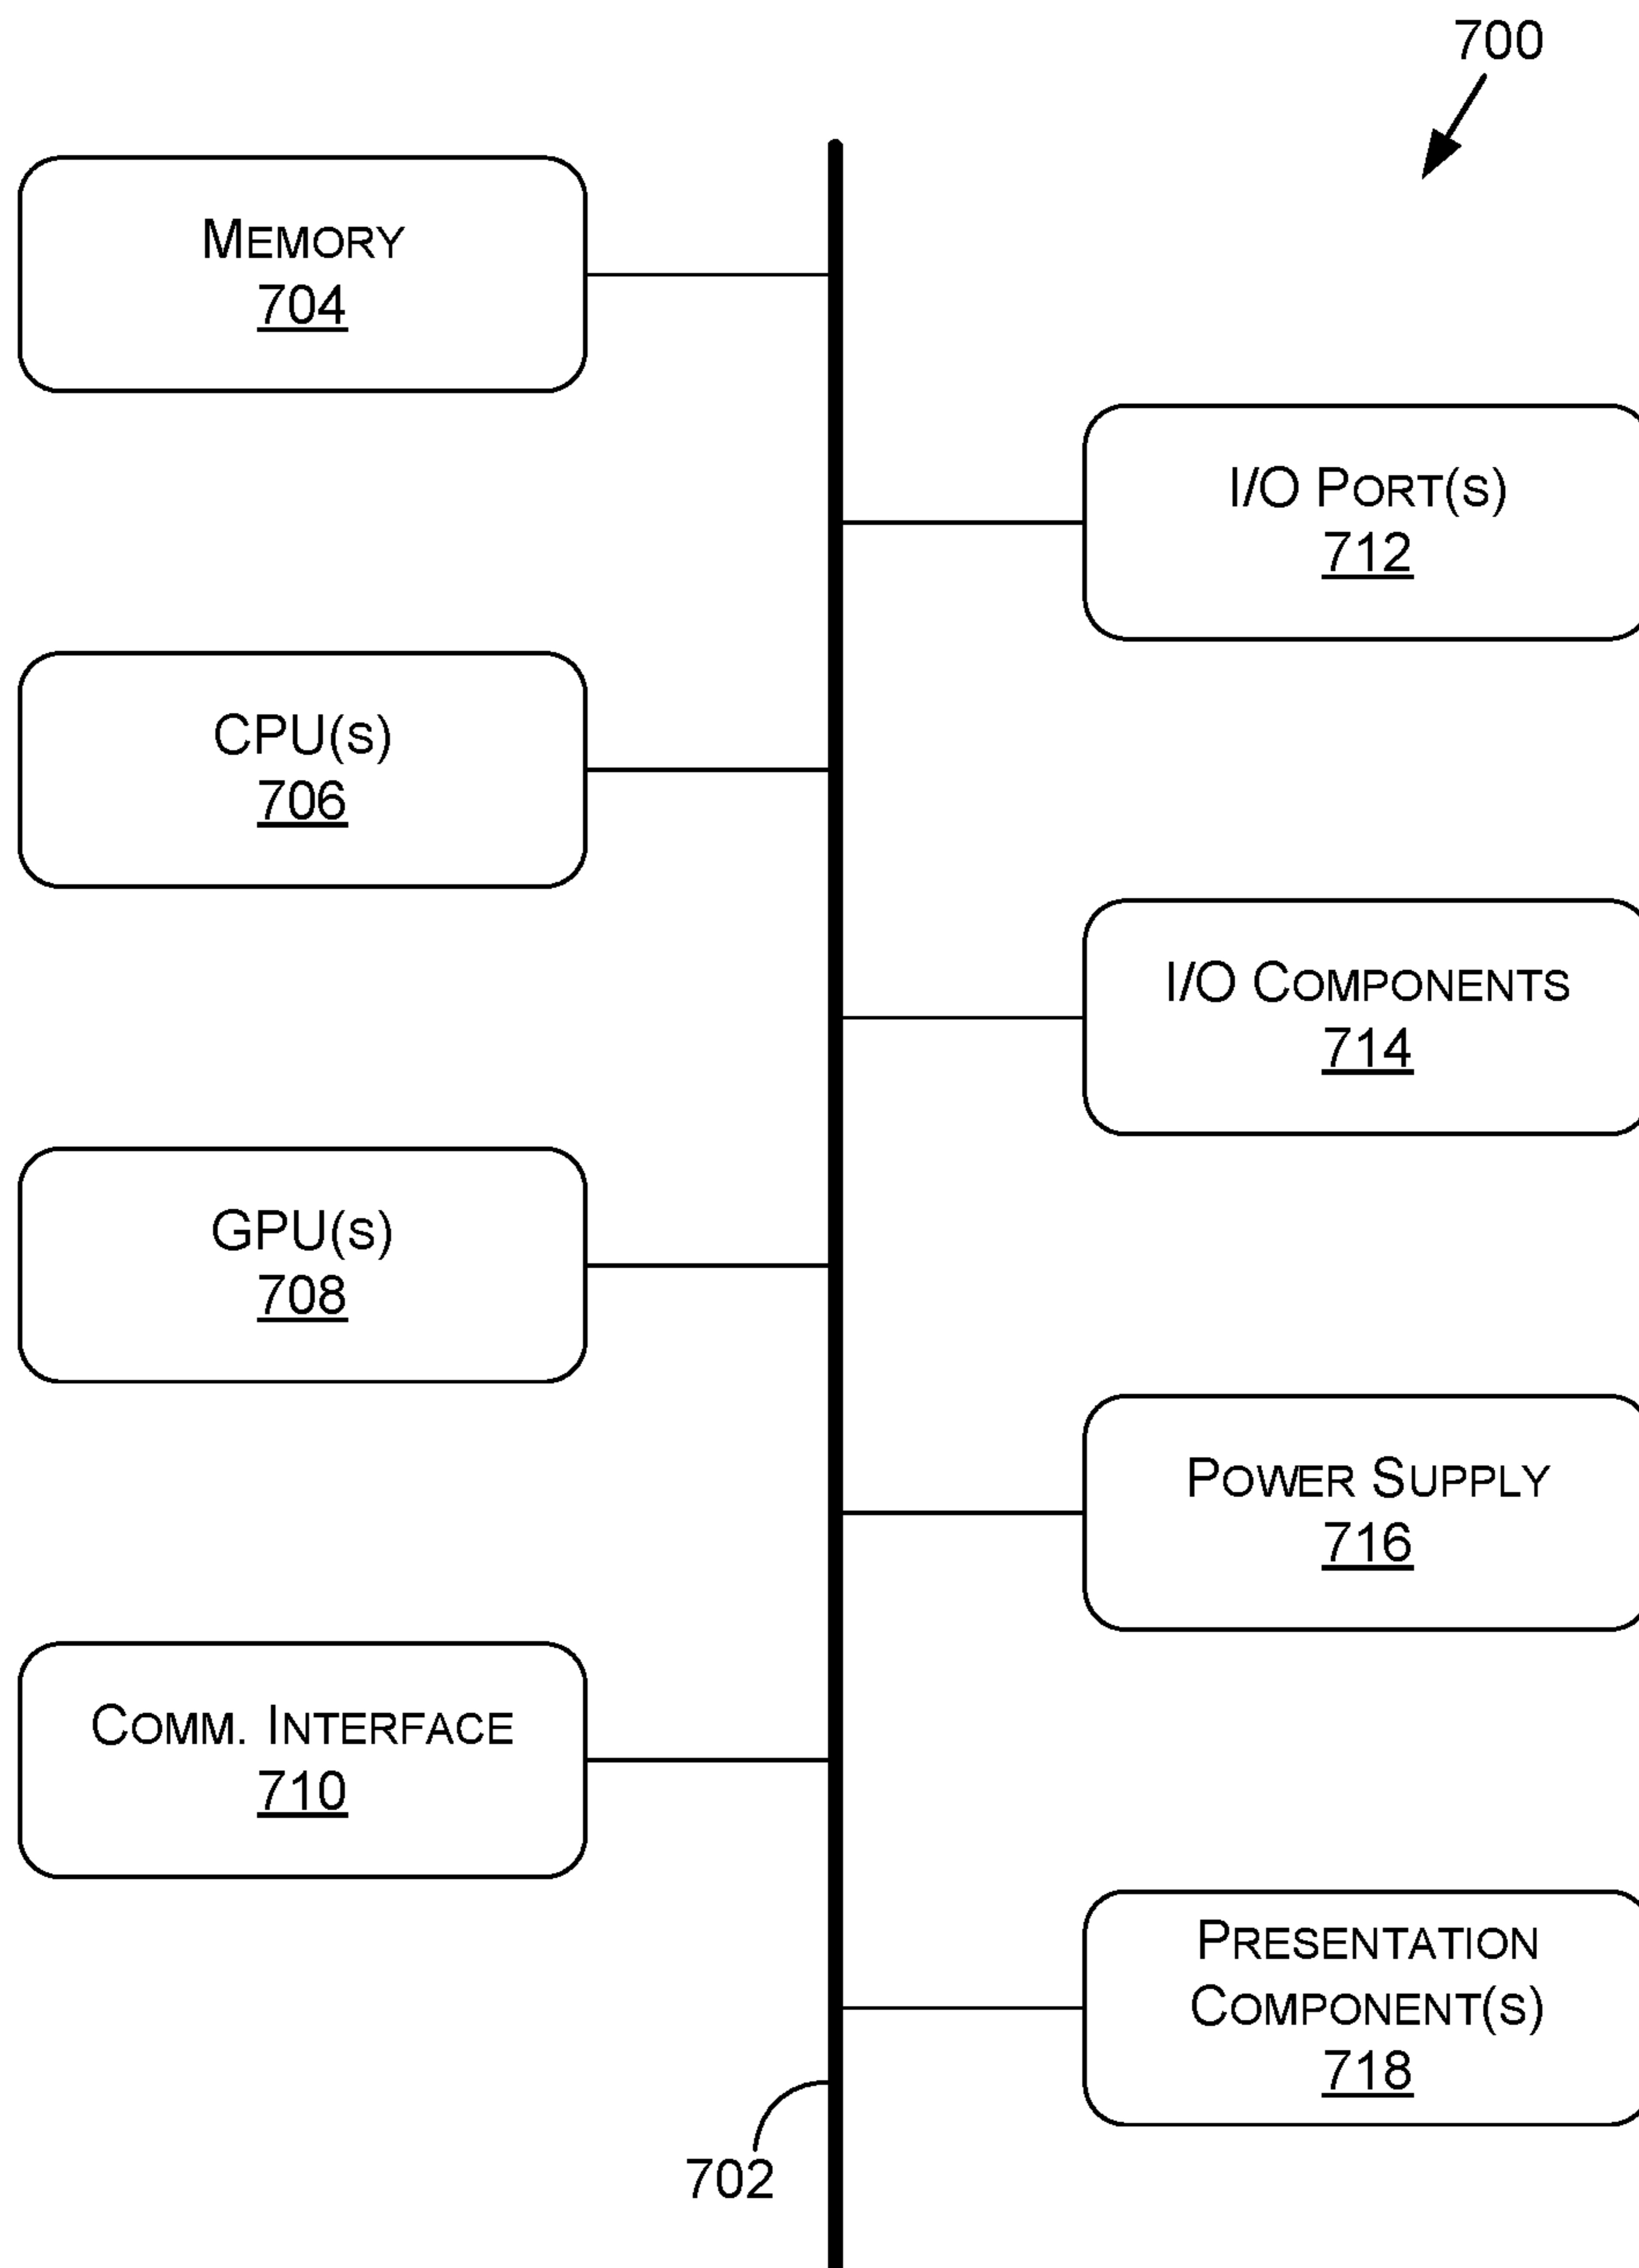 700
MEMORY
704
I/O PORT(S)
712
CPU(S)
706
I/O COMPONENTS
714
GPU(S)
708
POWER SUPPLY
716
COMM. INTERFACE
710
PRESENTATION
COMPONENT(S)
718
702